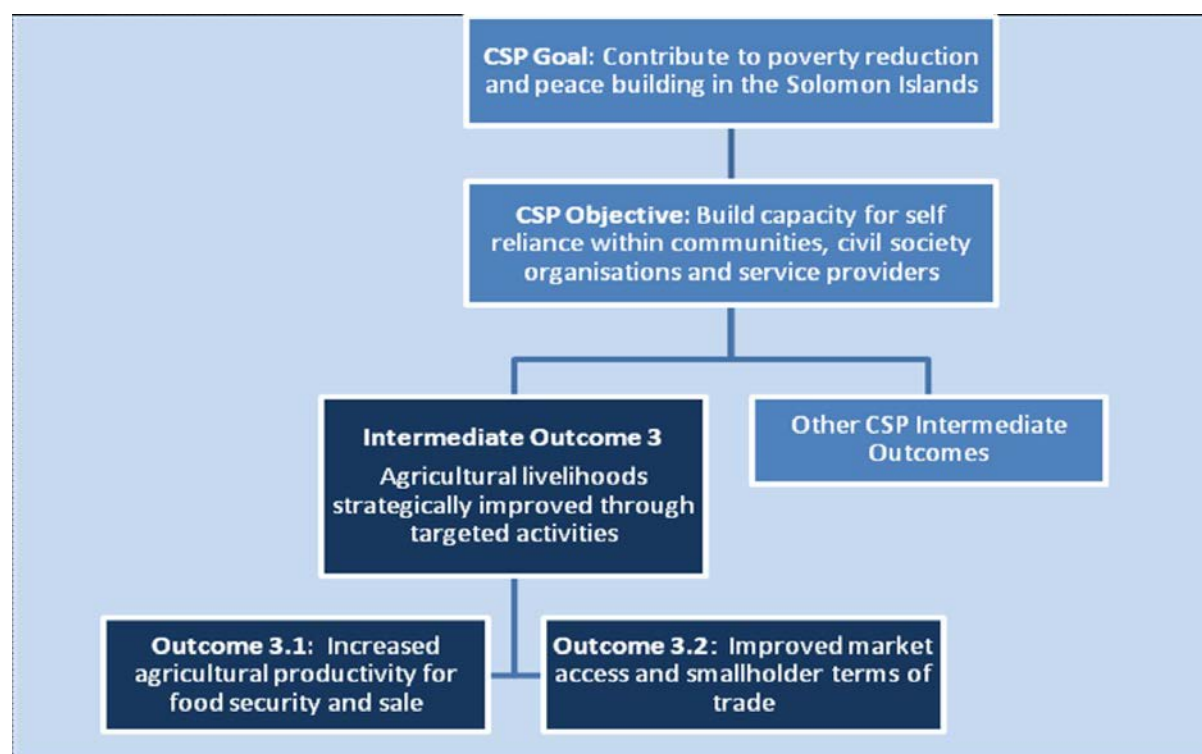 CSP Goal: Contribute to poverty reduction
and peace building in the Solomon Islands
CSP Objective: Build capacity for self
reliance within communities, civil society
organisations and service providers
Intermediate Outcome 3
Agricultural livelihoods
strategically improved through
targeted activities
Other CSP Intermediate
Outcomes
Outcome 3.1: Increased
agricultural productivity for
food security and sale
Outcome 3.2: Improved market
access and smallholder terms of
trade